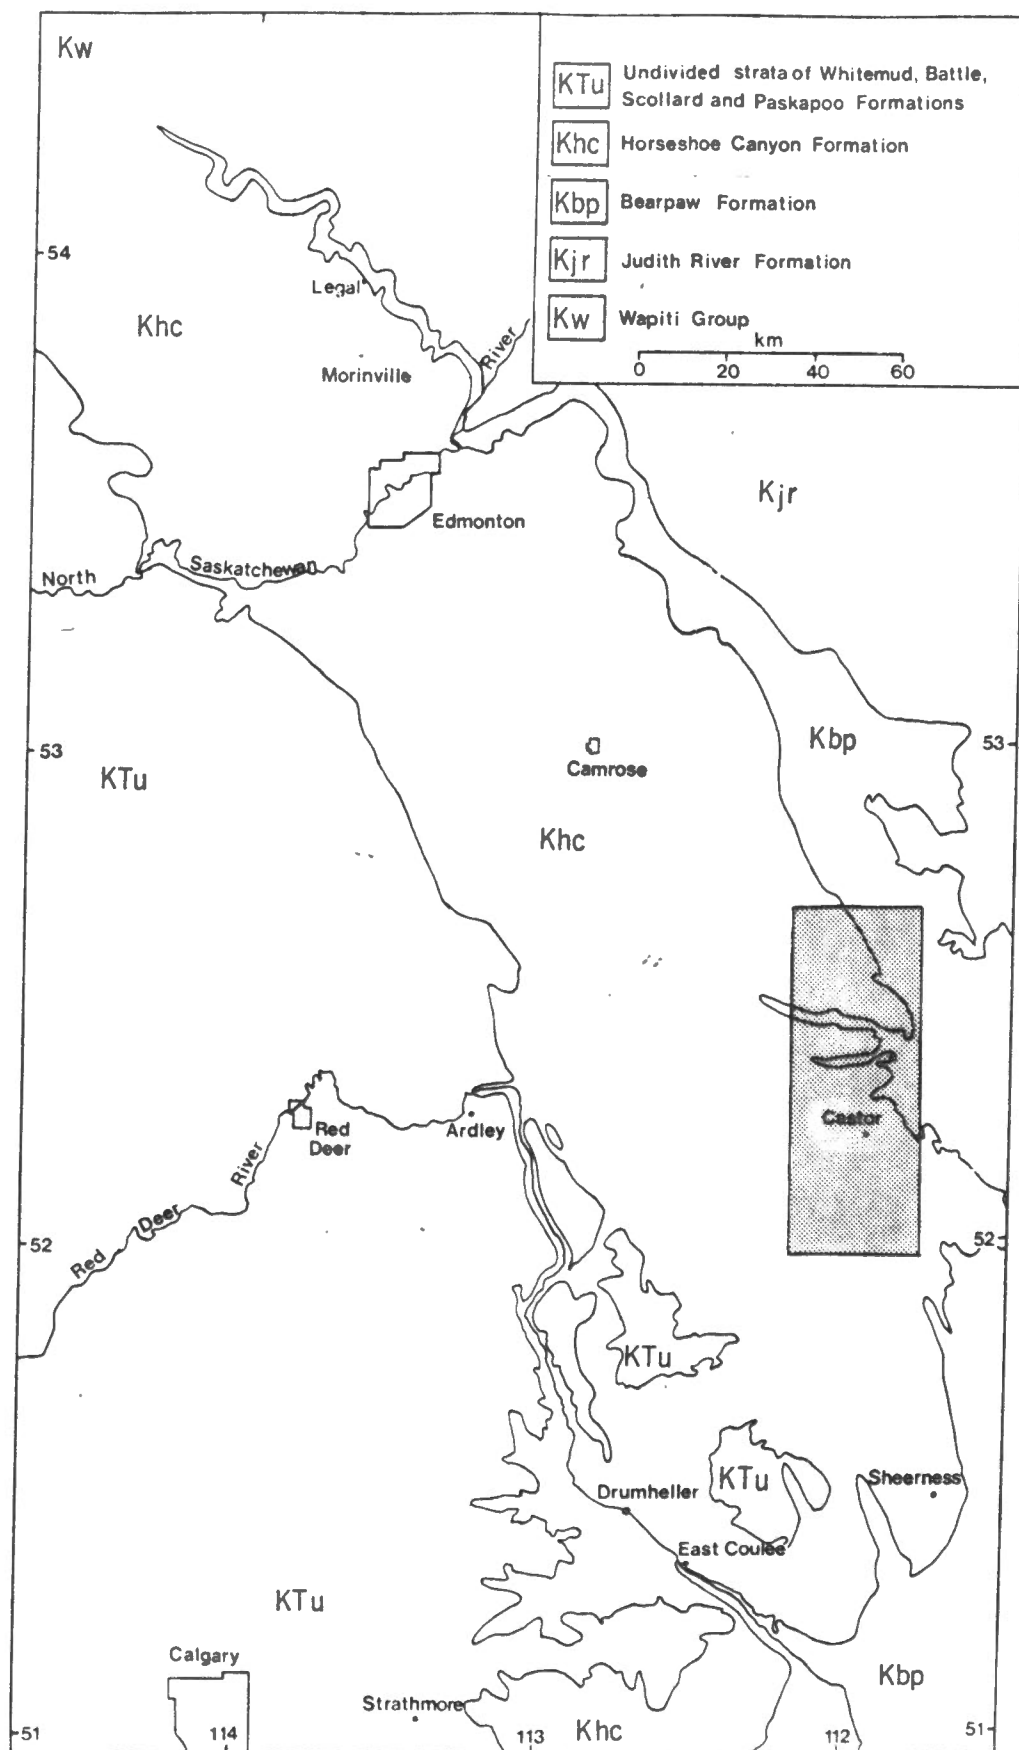 Kw
KTu Undivided strata of Whitemud, Battle,
Scollard and Paskapoo Formations
Khc Horseshoe Canyon Formation
Kbp Bearpaw Formation
Kjr Judith River Formation
Kw Wapiti Group
km
0 20 40 60
54
Legal
Khc
River
Morinville
Kjr
Edmonton
Saskatchewan
North
53
53
Kbp
KTu
Camrose
Khc
Castor
Ardley
Red
Deer
River
Deer
Red
52
52
KTu
KTu
Sheerness
Drumheller
East Coulee
KTu
Calgary
Kbp
Strathmore
Khc
51
114
113
112
51